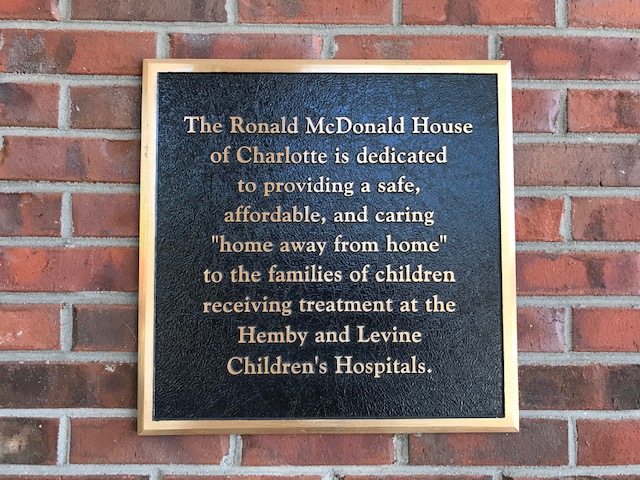 The Ronald McDonald House
of Charlotte is dedicated
to providing a safe,
affordable, and caring
"home away from home"
to the families of children
receiving treatment at the
Hemby and Levine
Children's Hospitals.